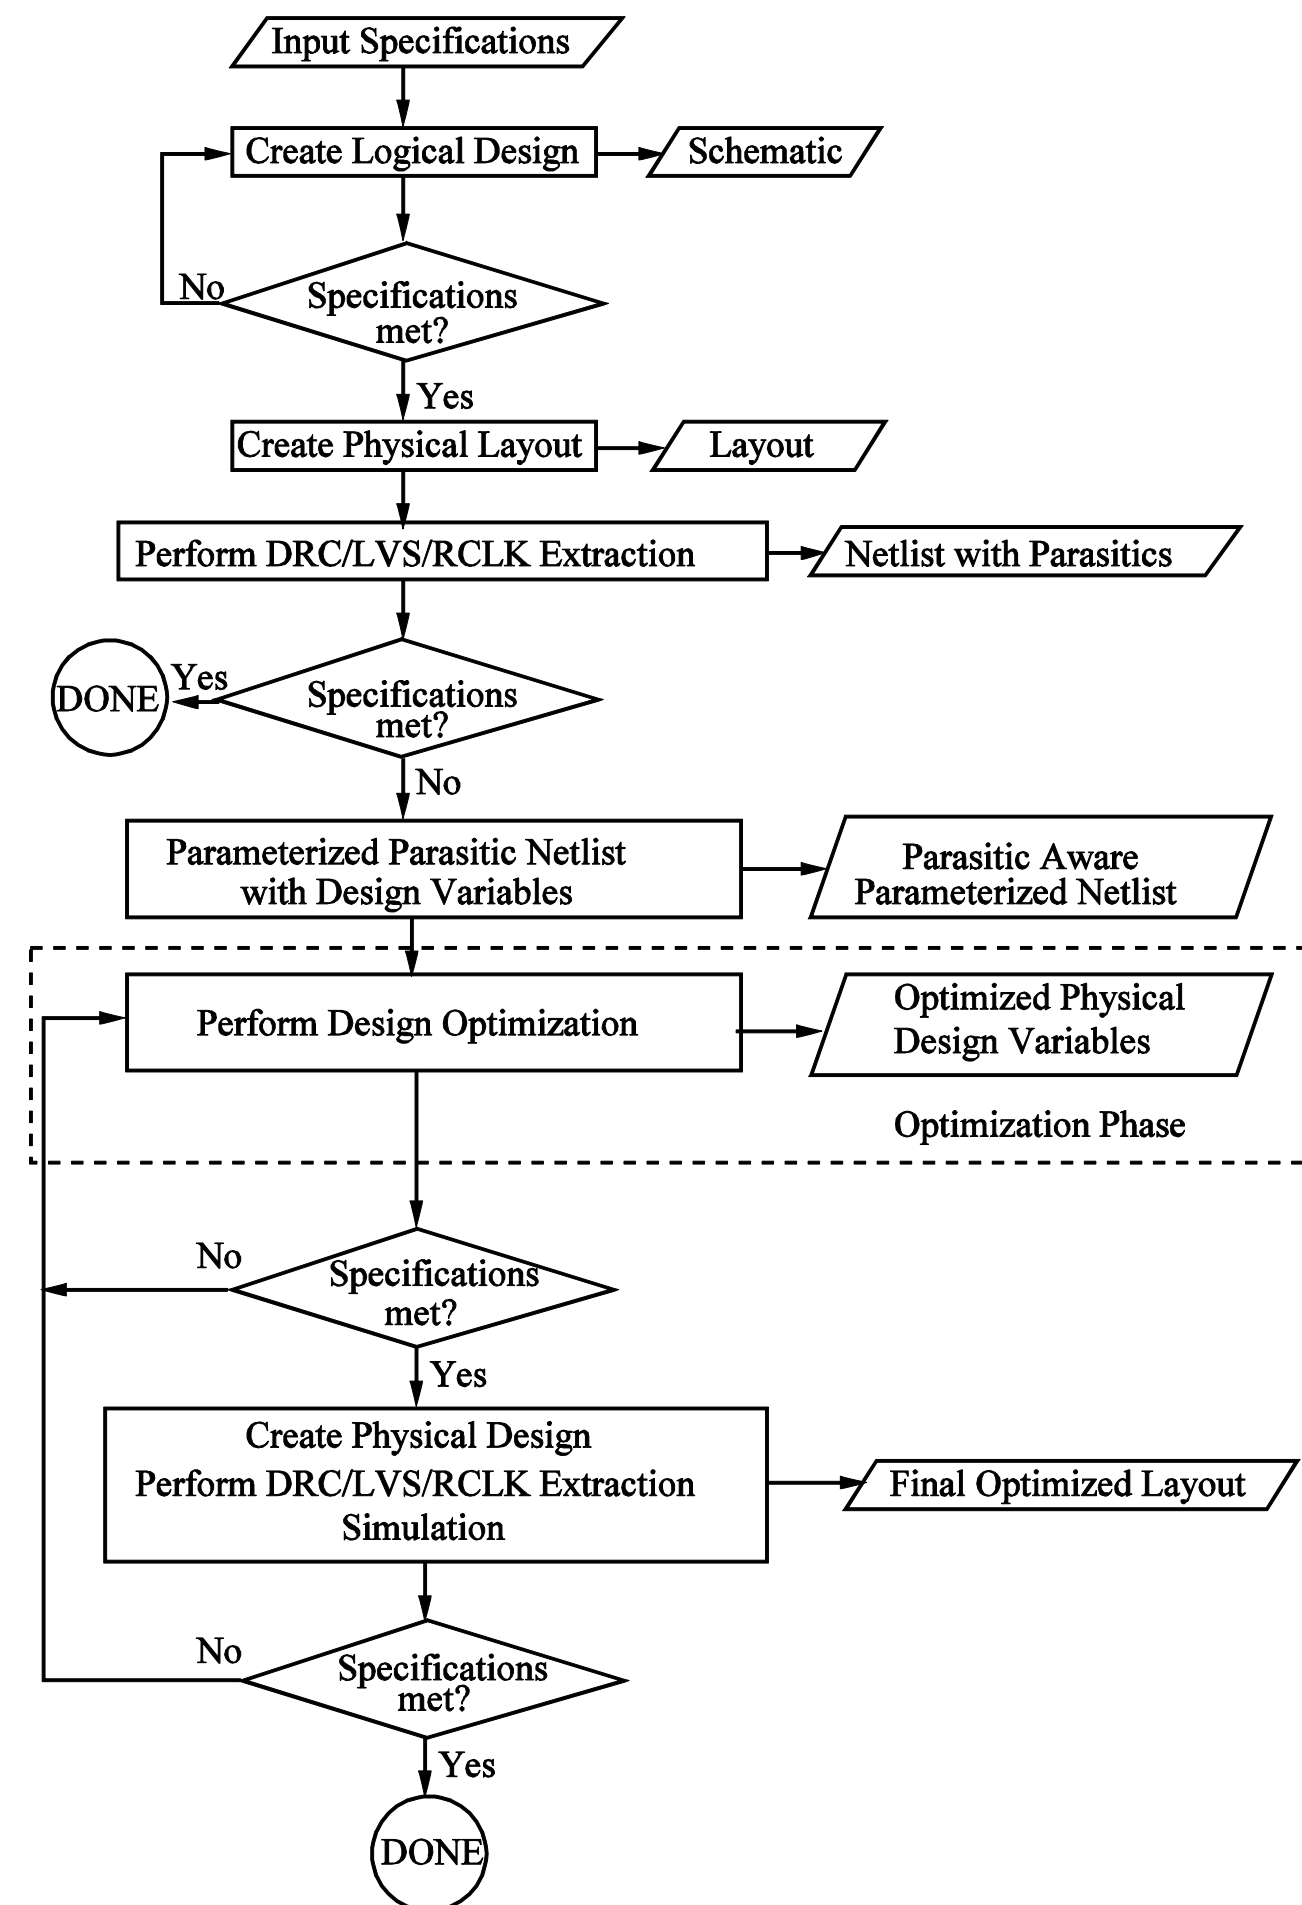 Input Specifications
Create Logical Design
Schematic
No
Specifications
met?
Yes
Create Physical Layout
Layout
Perform DRC/LVS/RCLK Extraction
Netlist with Parasitics
DONE
Yes
Specifications
met?
No
Parameterized Parasitic Netlist
with Design Variables
Parasitic Aware
Parameterized Netlist
Perform Design Optimization
Optimized Physical
Design Variables
Optimization Phase
No
Specifications
met?
Yes
Create Physical Design
Perform DRC/LVS/RCLK Extraction
Simulation
Final Optimized Layout
No
Specifications
met?
Yes
DONE